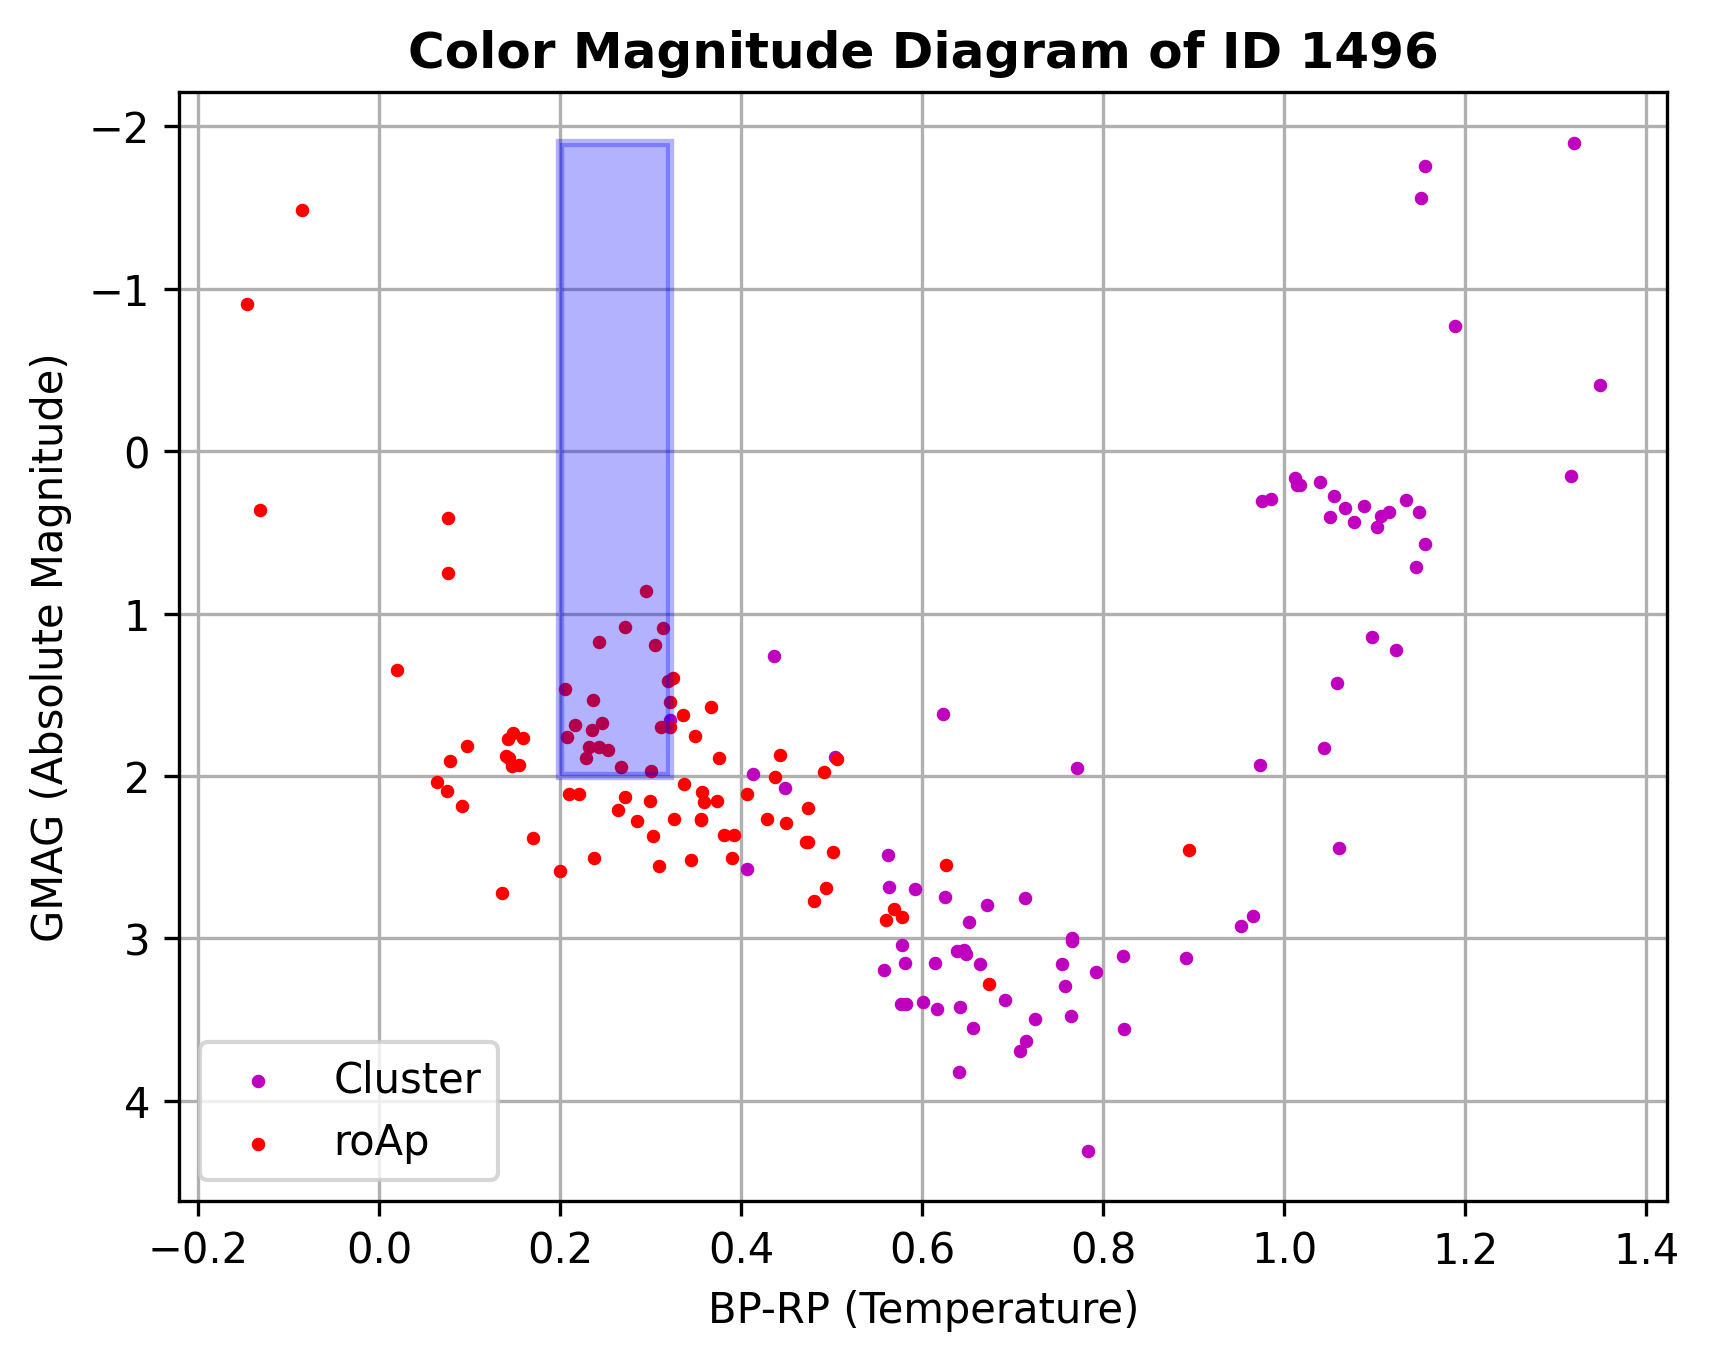 Color Magnitude Diagram of ID 1496
GMAG (Absolute Magnitude)
−2
−1
0
1
2
3
4
Cluster
roAp
−0.2 0.0 0.2 0.4 0.6 0.8 1.0 1.2 1.4
BP-RP (Temperature)